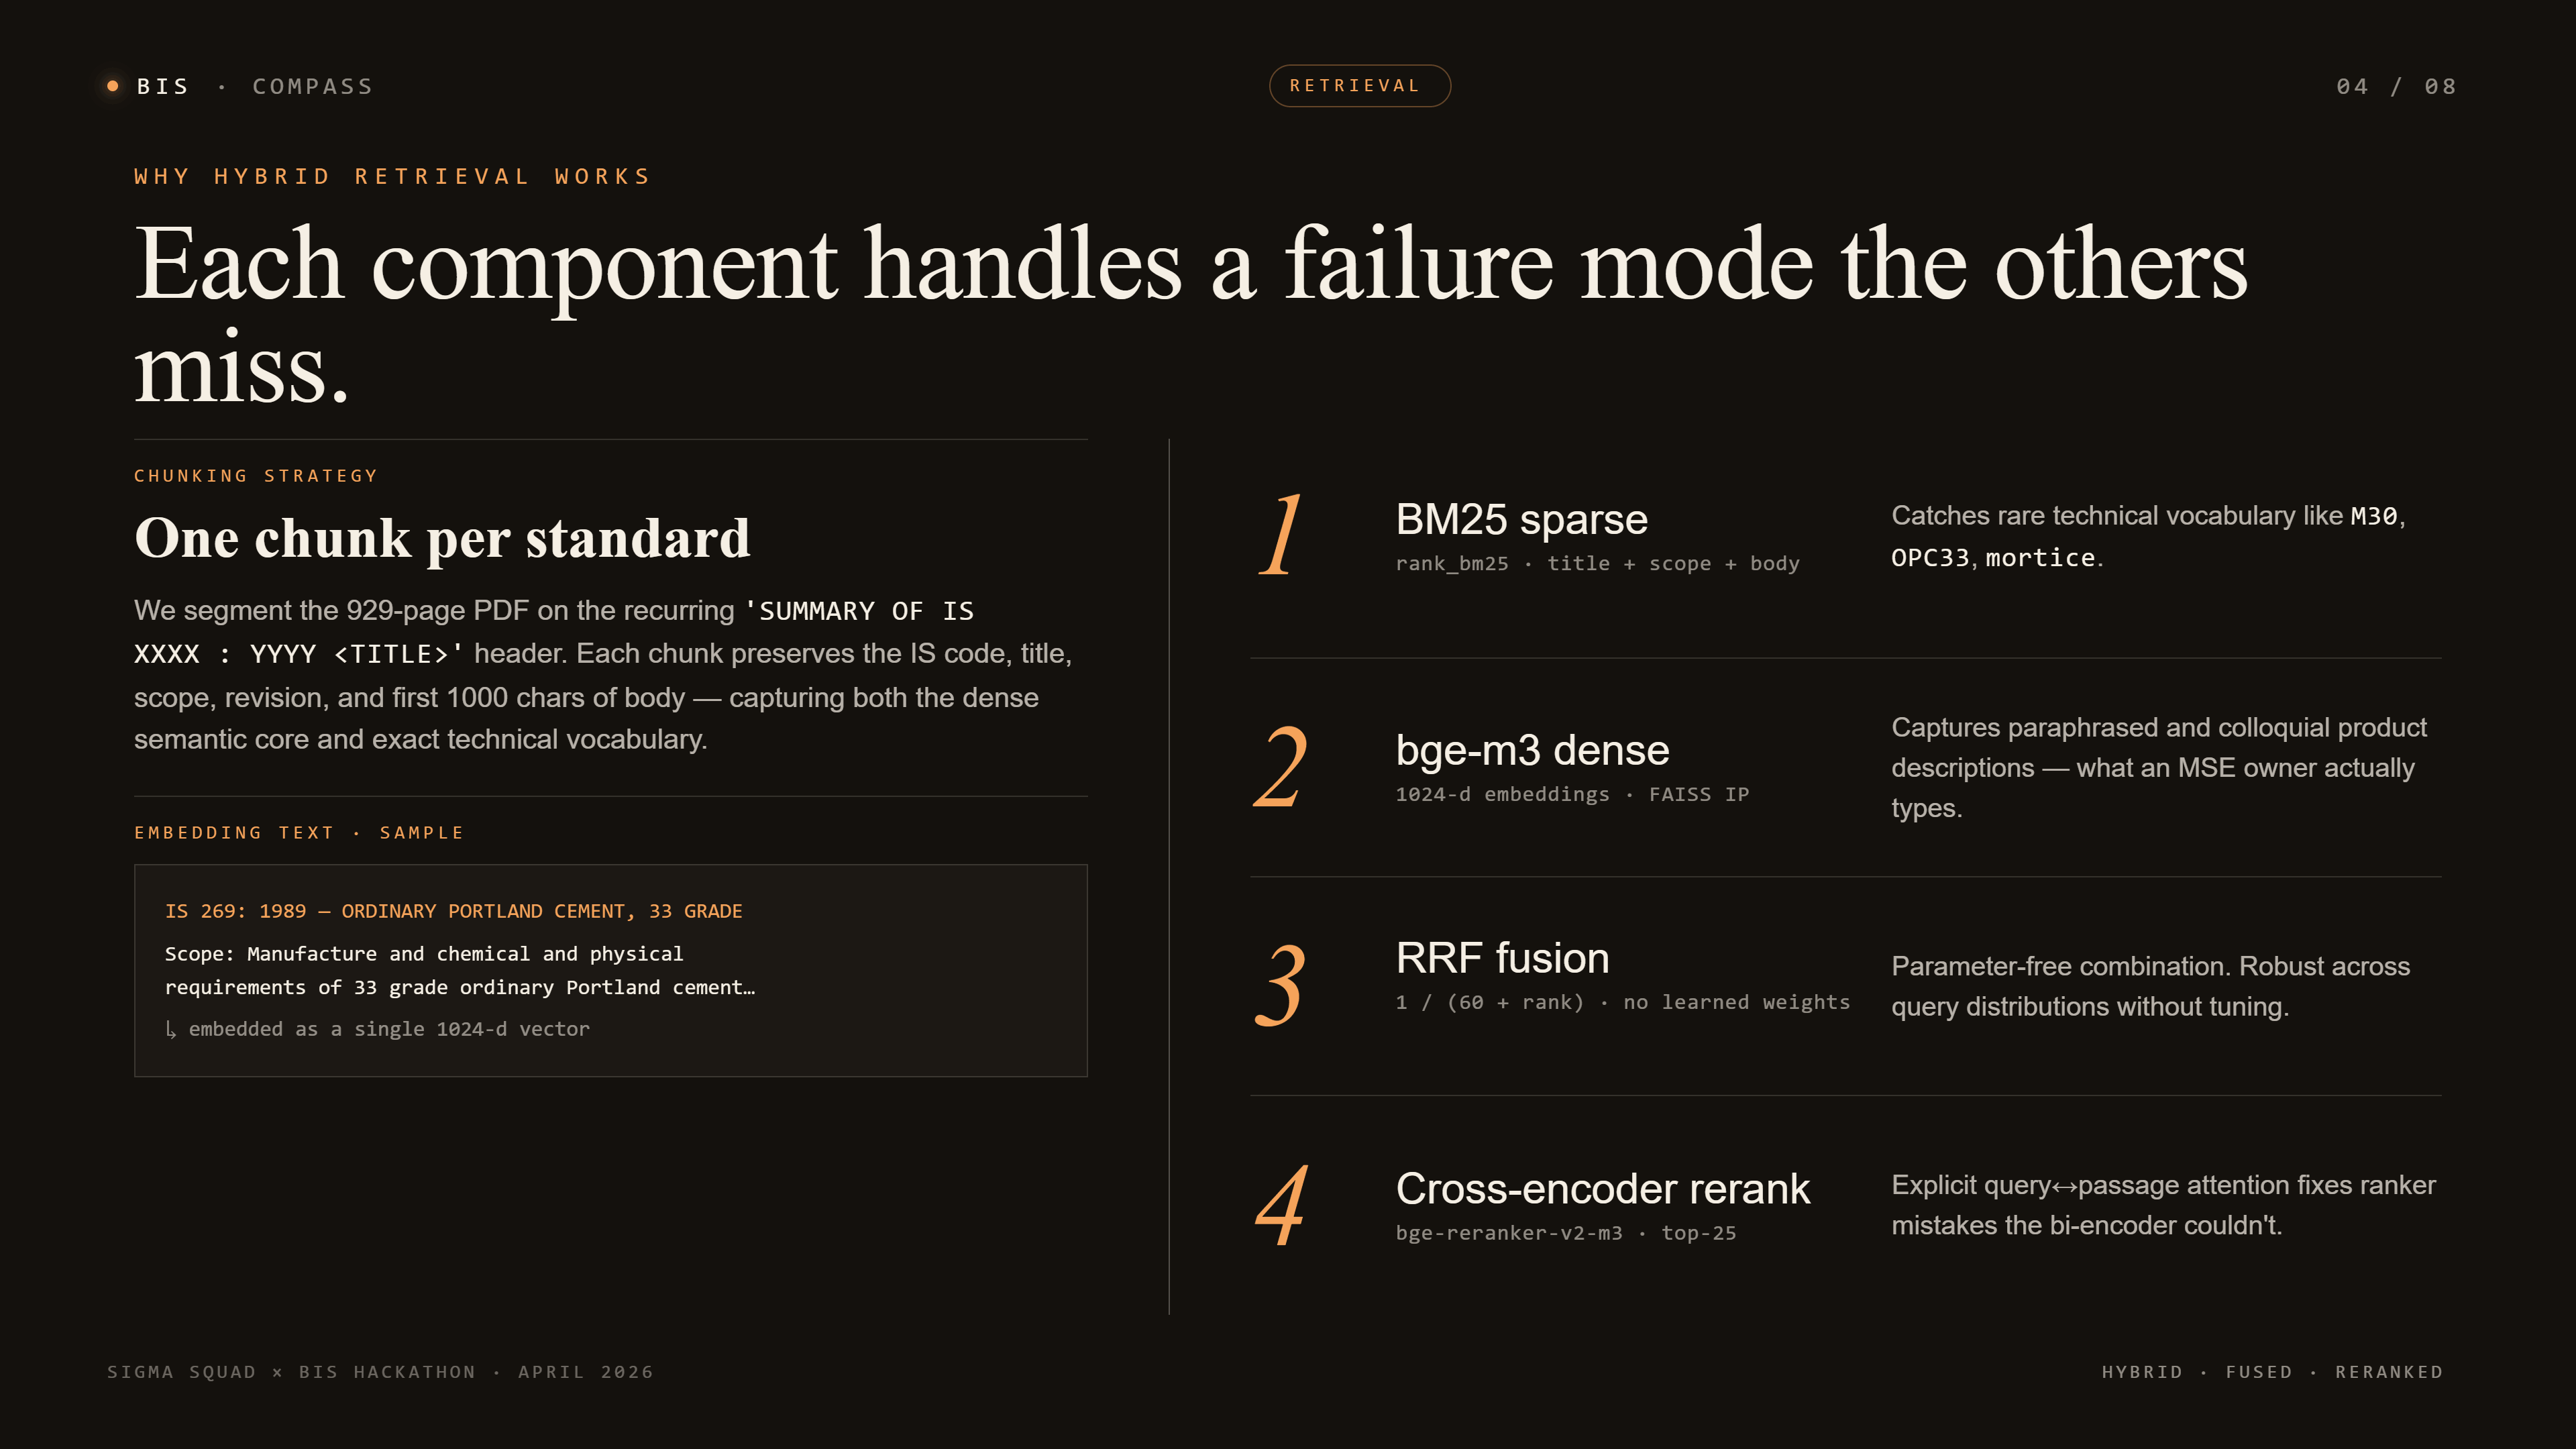 BIS · COMPASS
RETRIEVAL
04 / 08
WHY HYBRID RETRIEVAL WORKS
Each component handles a failure mode the others
miss.
CHUNKING STRATEGY
One chunk per standard
We segment the 929-page PDF on the recurring 'SUMMARY OF IS
XXXX : YYYY <TITLE>' header. Each chunk preserves the IS code, title,
scope, revision, and first 1000 chars of body — capturing both the dense
semantic core and exact technical vocabulary.
EMBEDDING TEXT · SAMPLE
IS 269: 1989 — ORDINARY PORTLAND CEMENT, 33 GRADE
Scope: Manufacture and chemical and physical
requirements of 33 grade ordinary Portland cement…
↳ embedded as a single 1024-d vector
1
BM25 sparse
rank_bm25 · title + scope + body
Catches rare technical vocabulary like M30,
OPC33, mortice.
2
bge-m3 dense
1024-d embeddings · FAISS IP
Captures paraphrased and colloquial product
descriptions — what an MSE owner actually
types.
3
RRF fusion
1 / (60 + rank) · no learned weights
Parameter-free combination. Robust across
query distributions without tuning.
4
Cross-encoder rerank
bge-reranker-v2-m3 · top-25
Explicit query↔passage attention fixes ranker
mistakes the bi-encoder couldn't.
SIGMA SQUAD × BIS HACKATHON · APRIL 2026
HYBRID · FUSED · RERANKED